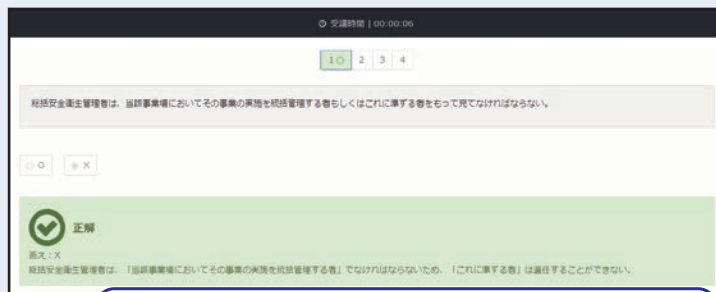 受講時間 | 00:00:06
1○ 2 3 4
総括安全衛生管理者は、当該事業場においてその事業の実施を統括管理する者もしくはこれに準ずる者をもって充てなければならない。
○ ×
正解
答え：×
総括安全衛生管理者は、「当該事業場においてその事業の実施を統括管理する者」でなければならないため、「これに準ずる者」は選任することができない。